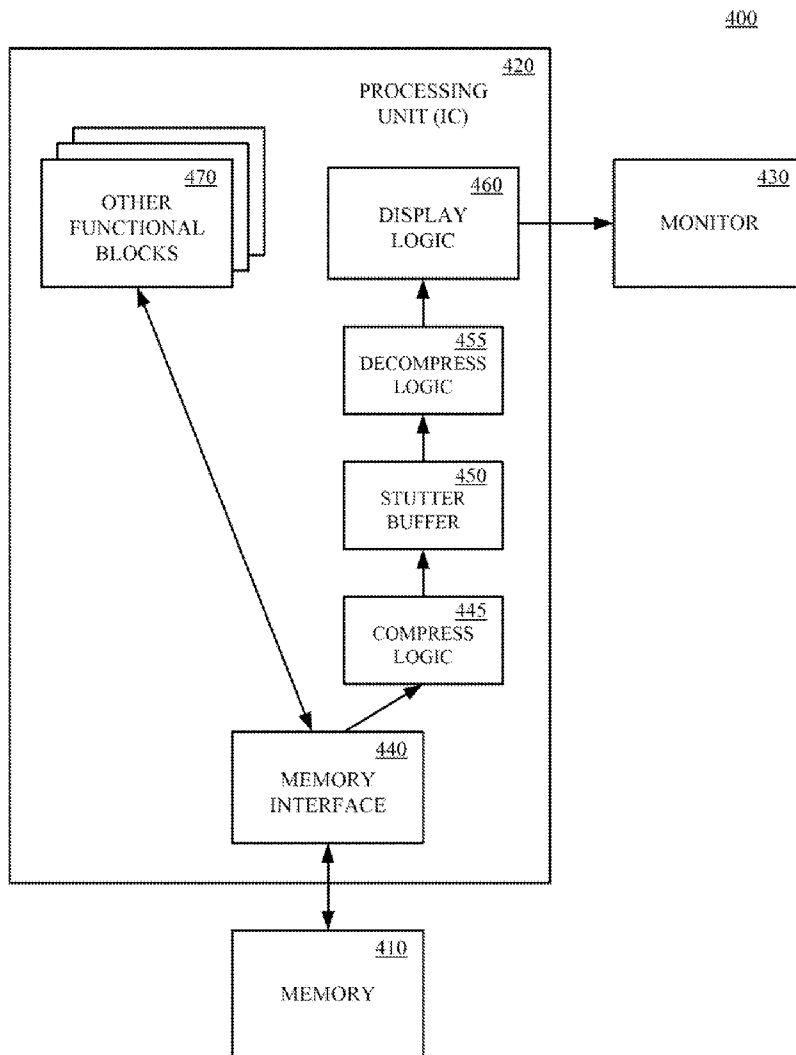 400
420
PROCESSING
UNIT (IC)
470
OTHER
FUNCTIONAL
BLOCKS
460
DISPLAY
LOGIC
430
MONITOR
455
DECOMPRESS
LOGIC
450
STUTTER
BUFFER
445
COMPRESS
LOGIC
440
MEMORY
INTERFACE
410
MEMORY